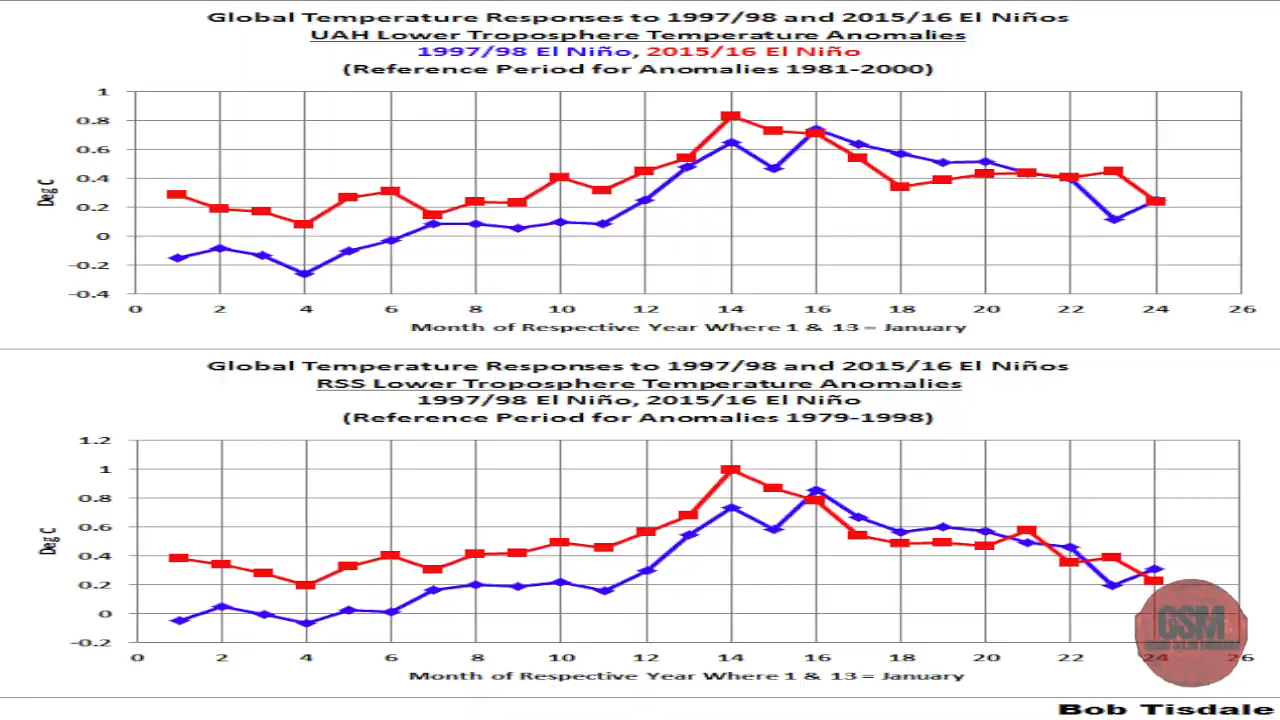 Global Temperature Responses to 1997/98 and 2015/16 El Niños
UAH Lower Troposphere Temperature Anomalies
1997/98 El Niño, 2015/16 El Niño
(Reference Period for Anomalies 1981-2000)
1
0.8
0.6
0.4
0.2
0
-0.2
-0.4
Deg C
0 2 4 6 8 10 12 14 16 18 20 22 24 26
Month of Respective Year Where 1 & 13 = January
Global Temperature Responses to 1997/98 and 2015/16 El Niños
RSS Lower Troposphere Temperature Anomalies
1997/98 El Niño, 2015/16 El Niño
(Reference Period for Anomalies 1979-1998)
1.2
1
0.8
0.6
0.4
0.2
0
-0.2
Deg C
0 2 4 6 8 10 12 14 16 18 20 22 24 26
Month of Respective Year Where 1 & 13 = January
GSM
Bob Tisdale